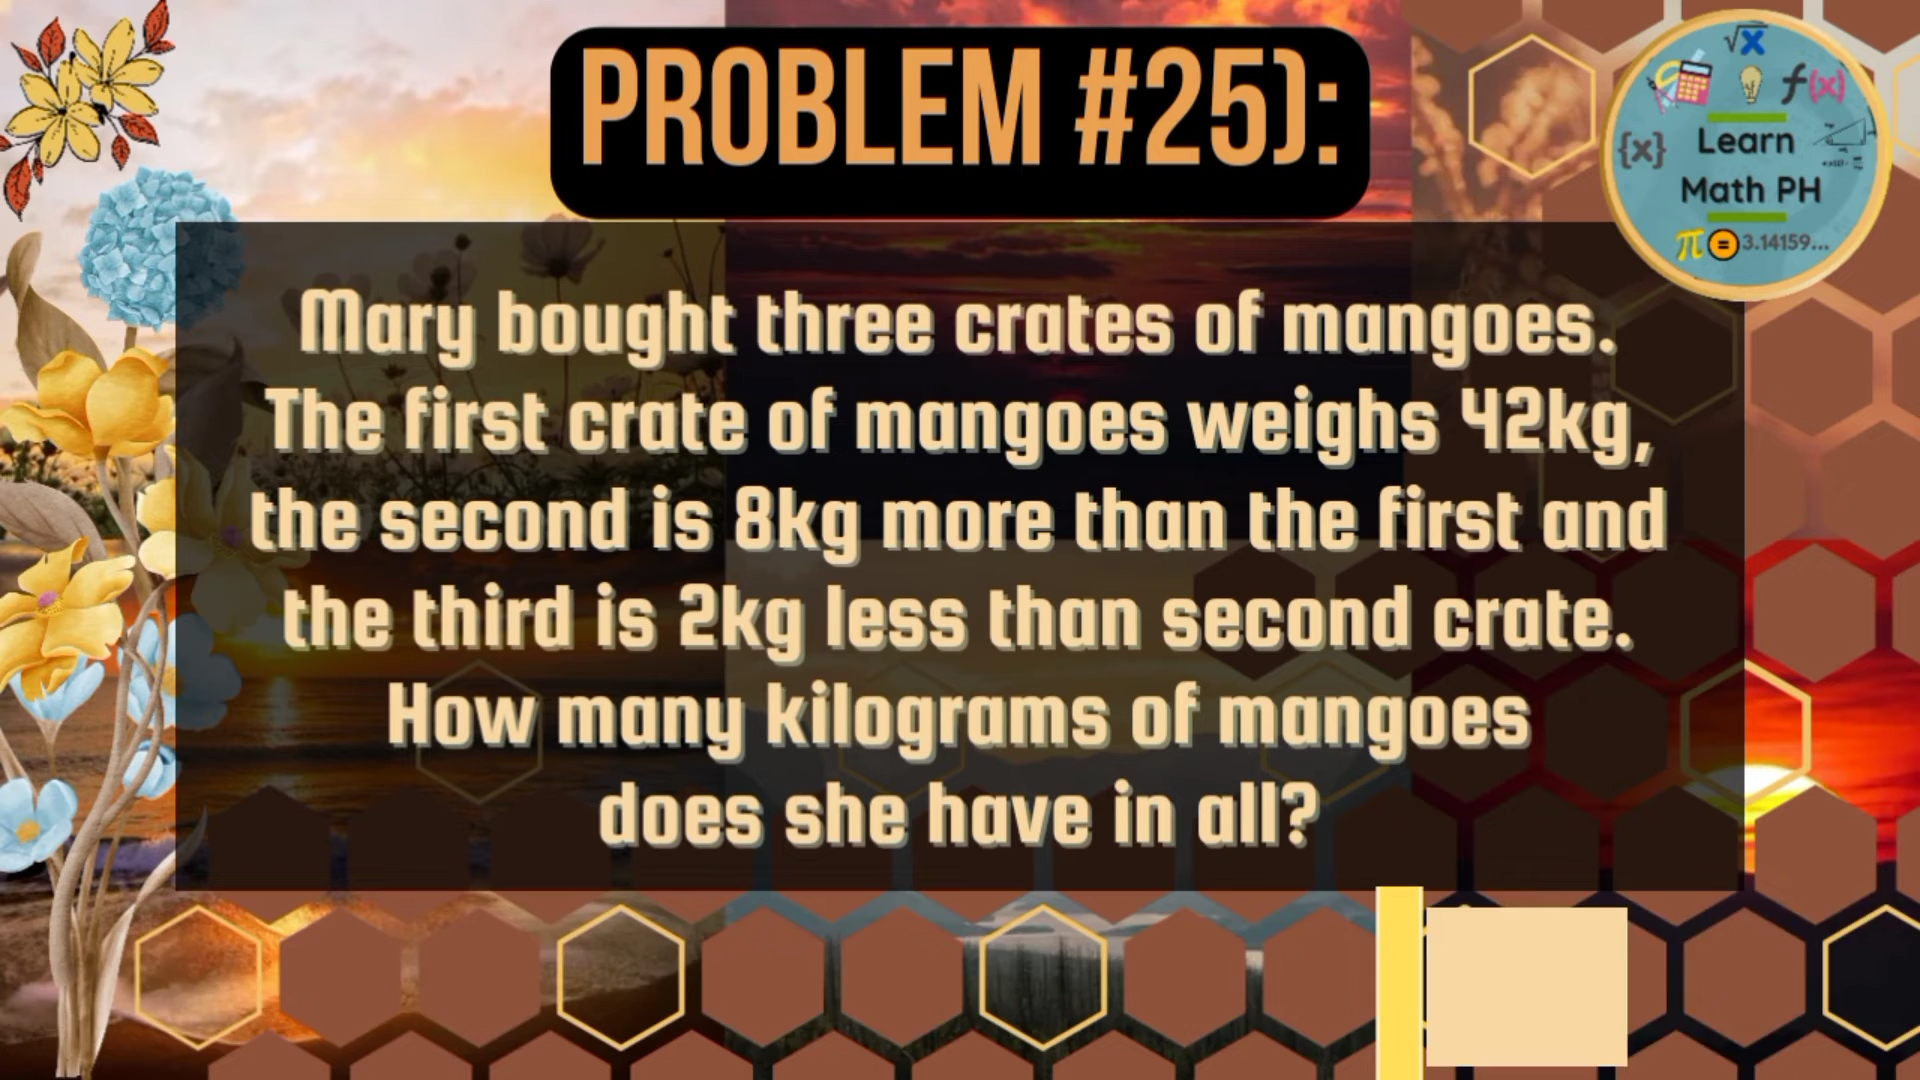 PROBLEM #25):
√x
f(x)
{x}
Learn
Math PH
π = 3.14159...
Mary bought three crates of mangoes.
The first crate of mangoes weighs 42kg,
the second is 8kg more than the first and
the third is 2kg less than second crate.
How many kilograms of mangoes
does she have in all?